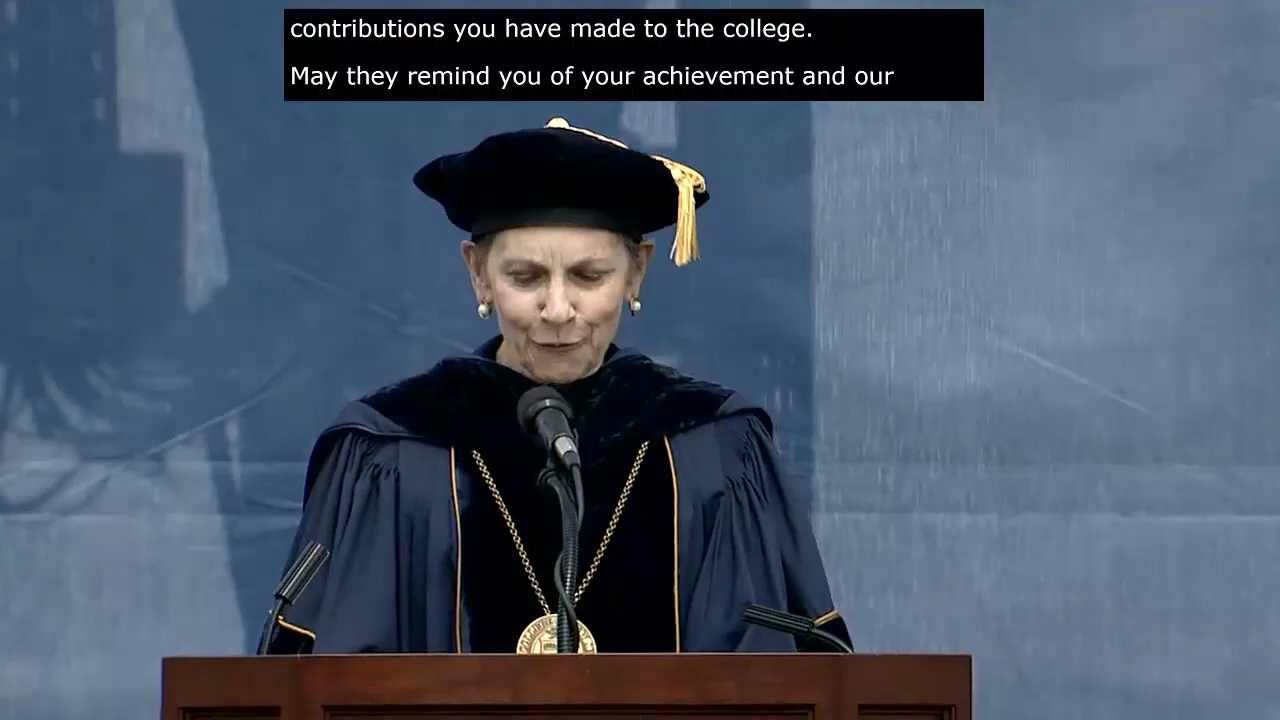 contributions you have made to the college.
May they remind you of your achievement and our